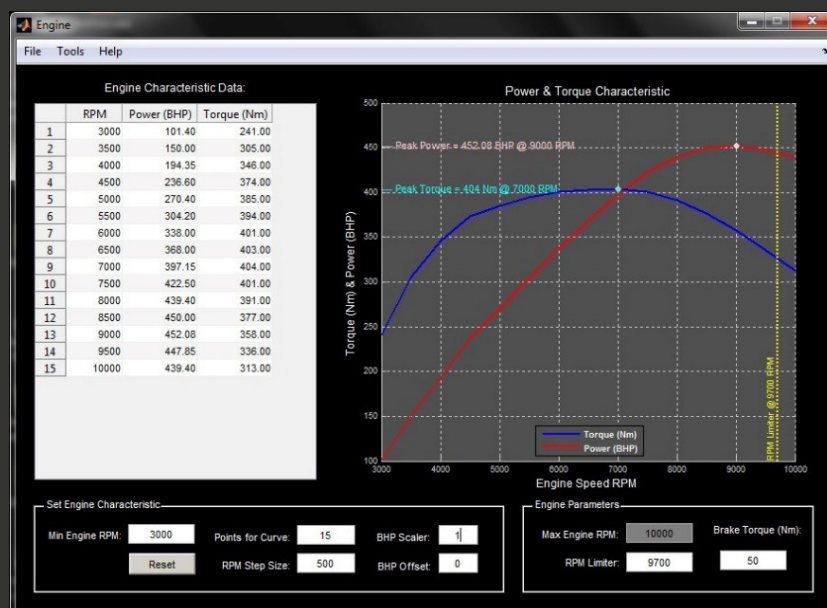 Engine
File Tools Help
Engine Characteristic Data:
RPM Power (BHP) Torque (Nm)
1 3000 101.40 241.00
2 3500 150.00 305.00
3 4000 194.35 346.00
4 4500 236.60 374.00
5 5000 270.40 385.00
6 5500 304.20 394.00
7 6000 338.00 401.00
8 6500 368.00 403.00
9 7000 397.15 404.00
10 7500 422.50 401.00
11 8000 439.40 391.00
12 8500 450.00 377.00
13 9000 452.08 358.00
14 9500 447.85 336.00
15 10000 439.40 313.00
Power & Torque Characteristic
Torque (Nm) & Power (BHP)
500
450
400
350
300
250
200
150
100
Peak Power = 452.08 BHP @ 9000 RPM
Peak Torque = 404 Nm @ 7000 RPM
RPM Limiter @ 9700 RPM
Torque (Nm)
Power (BHP)
3000 4000 5000 6000 7000 8000 9000 10000
Engine Speed RPM
Set Engine Characteristic
Min Engine RPM: 3000 Points for Curve: 15 BHP Scaler: 1
Reset RPM Step Size: 500 BHP Offset: 0
Engine Parameters
Max Engine RPM: 10000 Brake Torque (Nm):
RPM Limiter: 9700 50